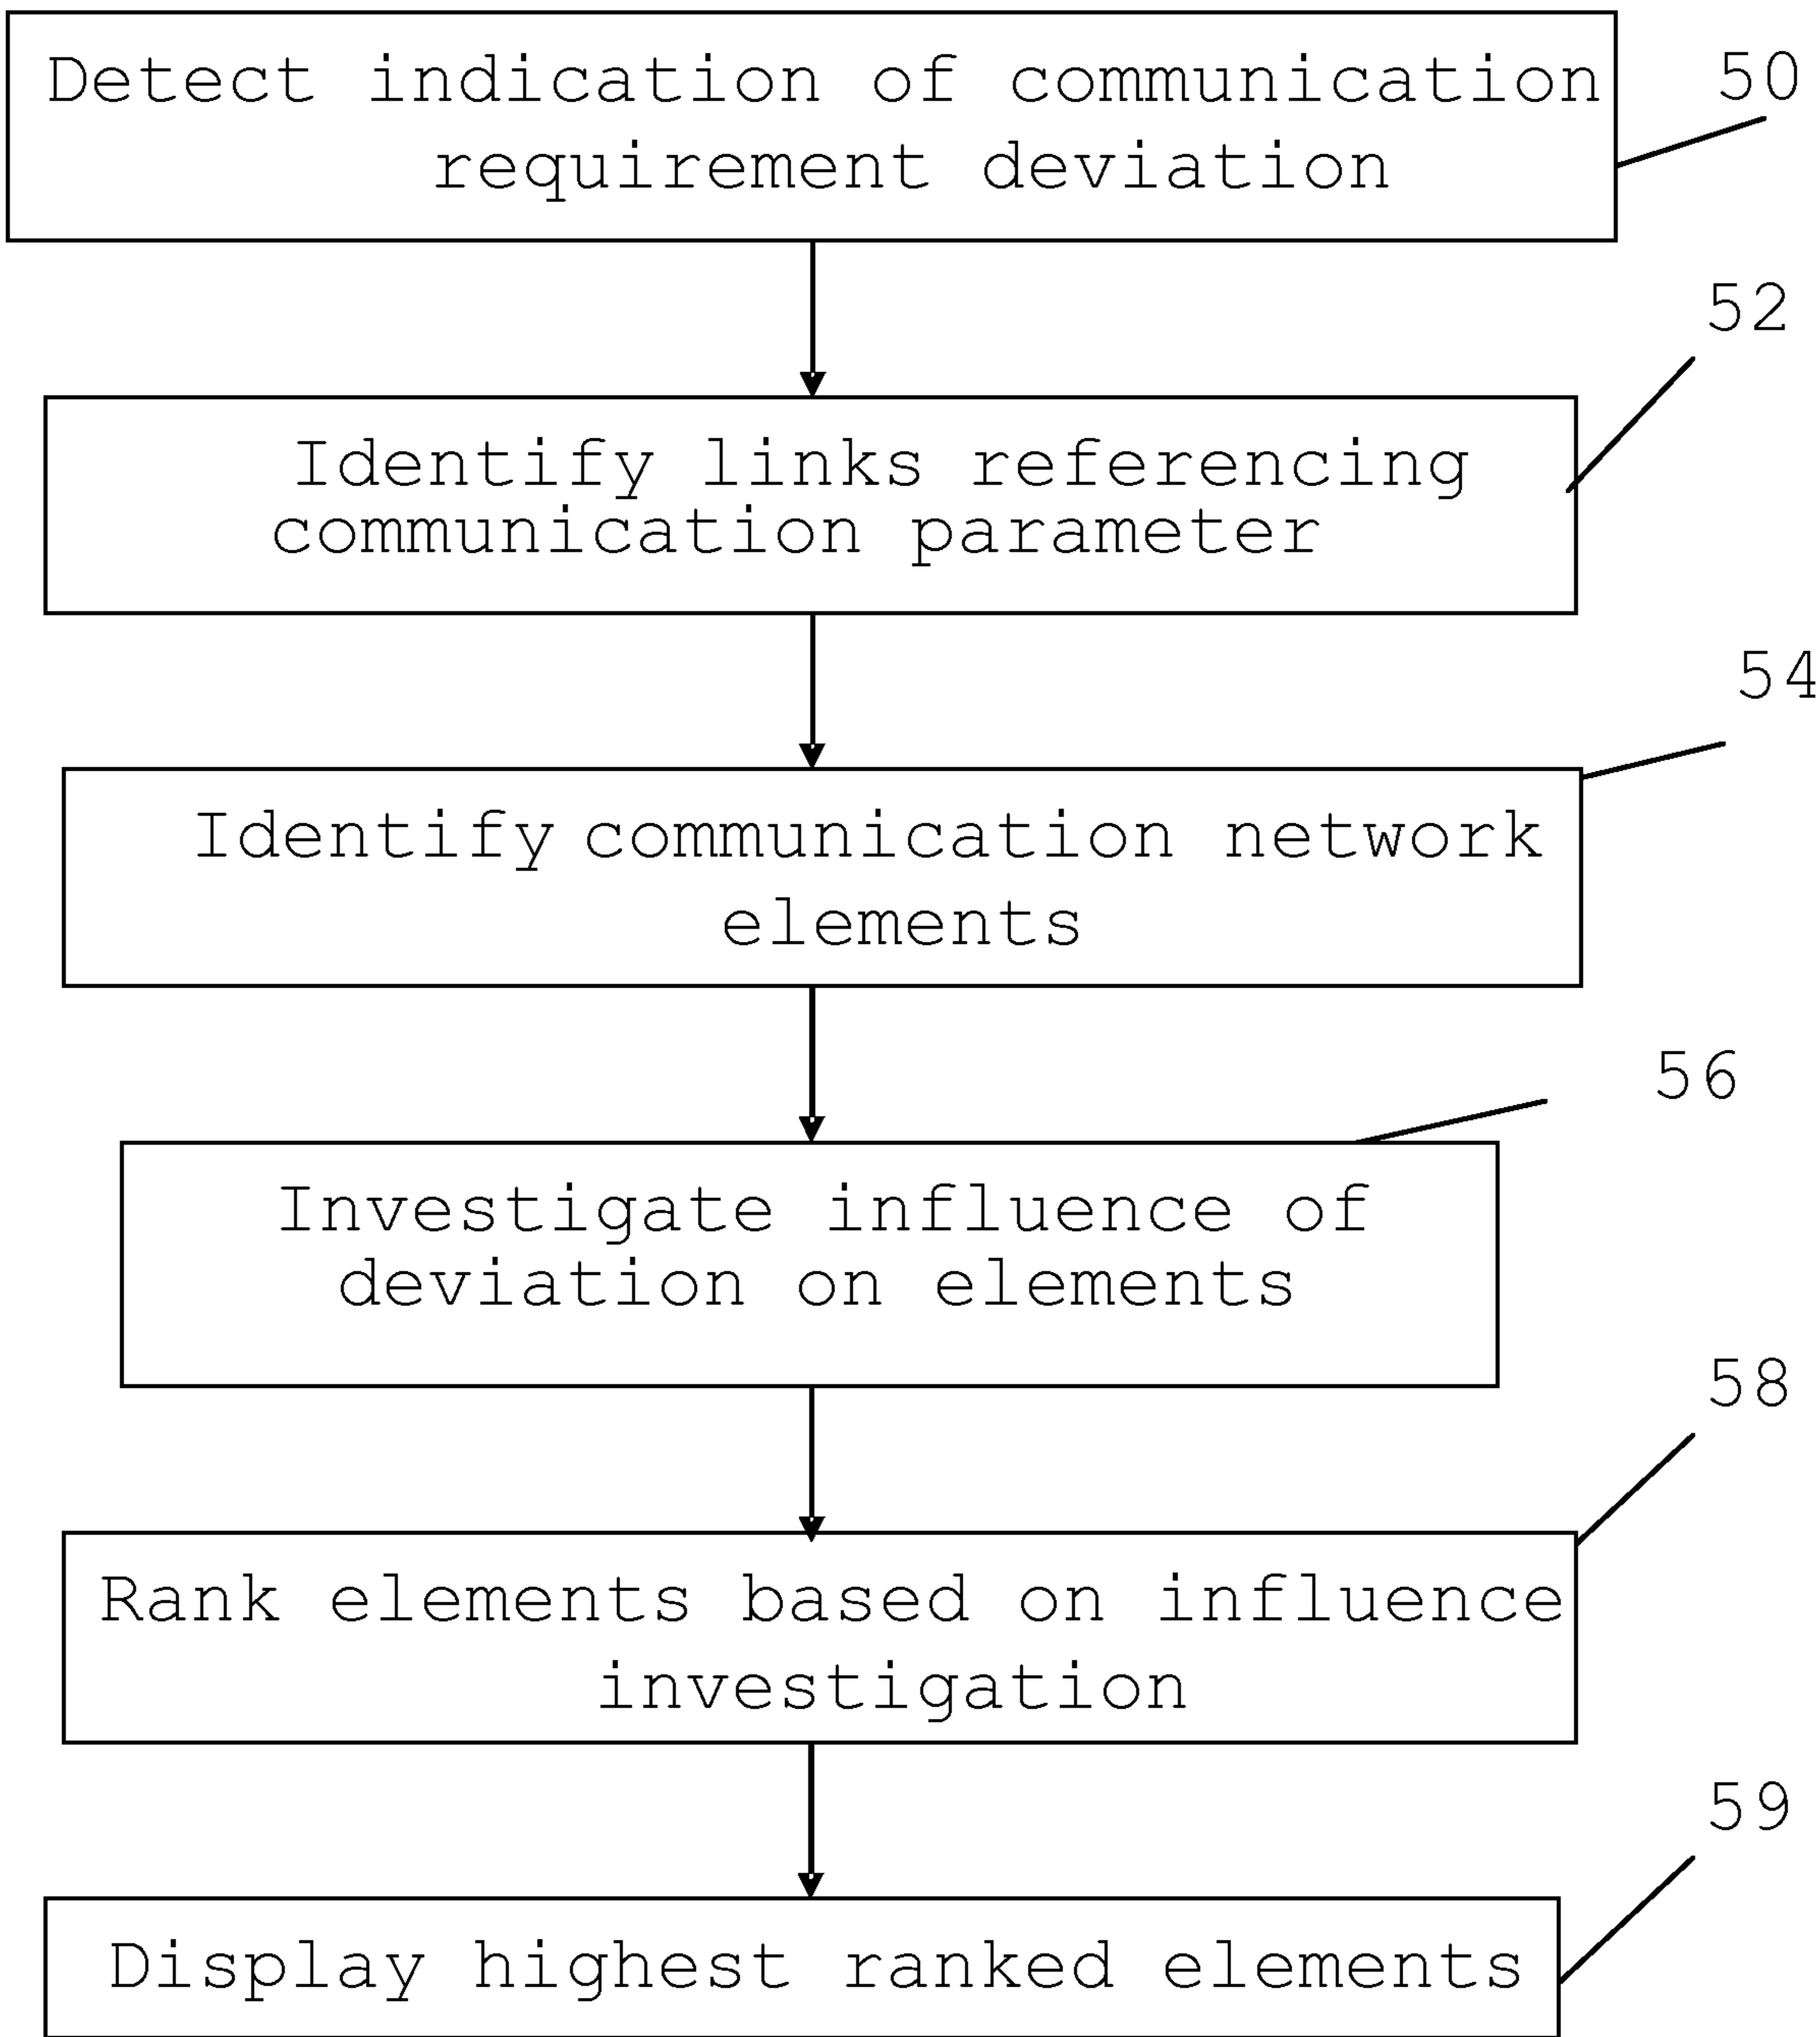 Detect indication of communication
requirement deviation
50
52
Identify links referencing
communication parameter
54
Identify communication network
elements
56
Investigate influence of
deviation on elements
58
Rank elements based on influence
investigation
59
Display highest ranked elements